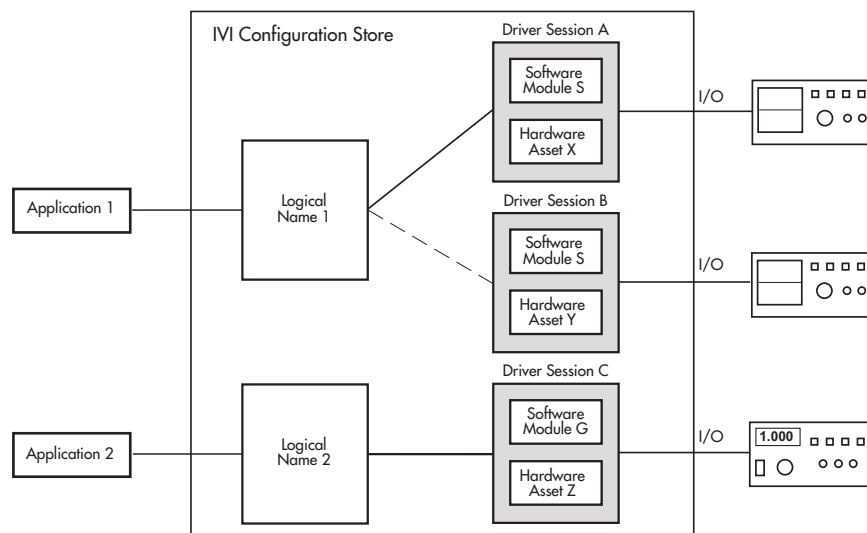 IVI Configuration Store
Driver Session A
Software
Module S
Hardware
Asset X
I/O
Application 1
Logical
Name 1
Driver Session B
Software
Module S
Hardware
Asset Y
I/O
Driver Session C
Software
Module G
Hardware
Asset Z
I/O
1.000
Application 2
Logical
Name 2